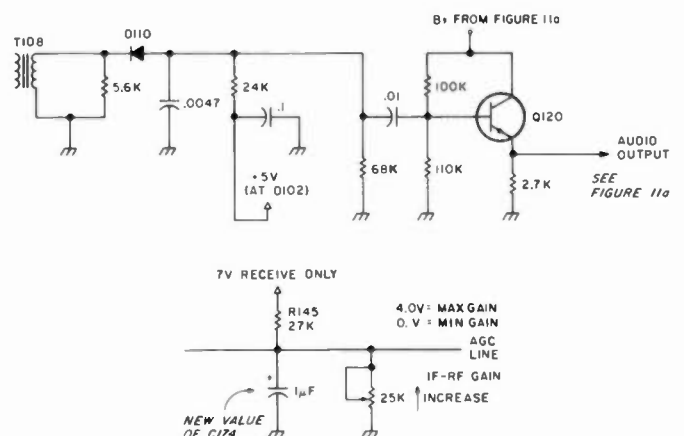 B+ FROM FIGURE 11a
T108
D110
5.6K
.0047
24K
.1
+5V
(AT D102)
68K
.01
100K
110K
Q120
AUDIO
OUTPUT
SEE
FIGURE 11a
2.7K
7V RECEIVE ONLY
R145
27K
4.0V = MAX GAIN
0. V = MIN GAIN
AGC
LINE
+
1µF
IF-RF GAIN
25K
INCREASE
NEW VALUE
OF C174